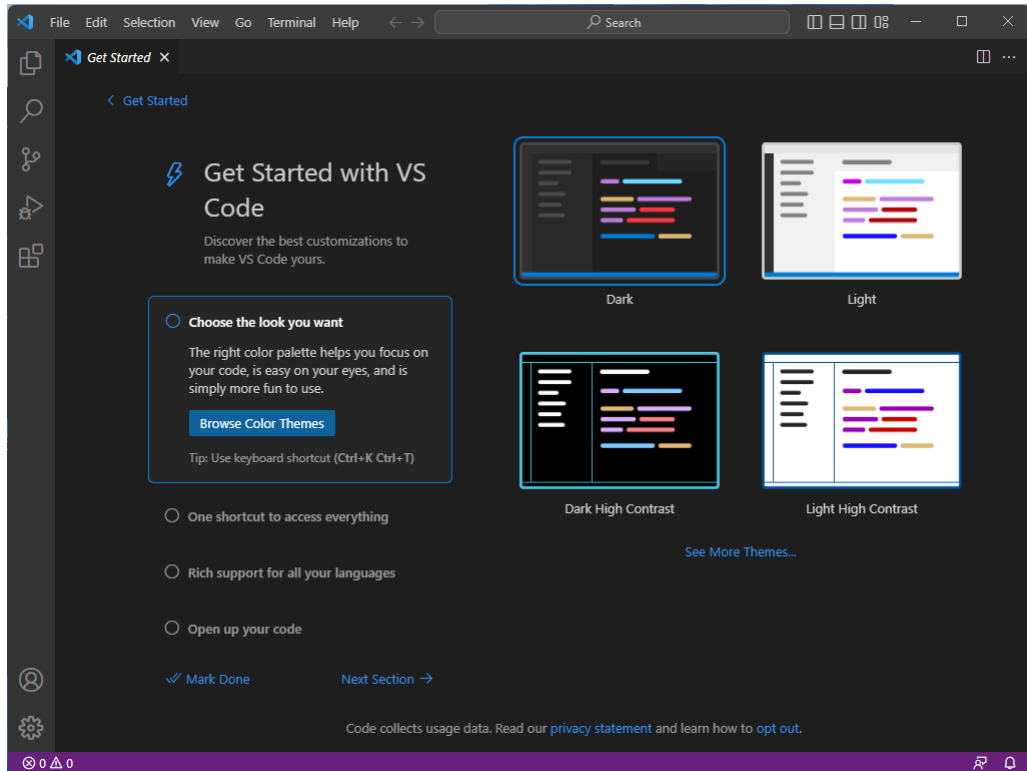 File Edit Selection View Go Terminal Help
Search
Get Started
Get Started
Get Started with VS
Code
Discover the best customizations to
make VS Code yours.
Choose the look you want
The right color palette helps you focus on
your code, is easy on your eyes, and is
simply more fun to use.
Browse Color Themes
Tip: Use keyboard shortcut (Ctrl+K Ctrl+T)
One shortcut to access everything
Rich support for all your languages
Open up your code
Mark Done
Next Section
Dark
Light
Dark High Contrast
Light High Contrast
See More Themes...
Code collects usage data. Read our privacy statement and learn how to opt out.
0 0